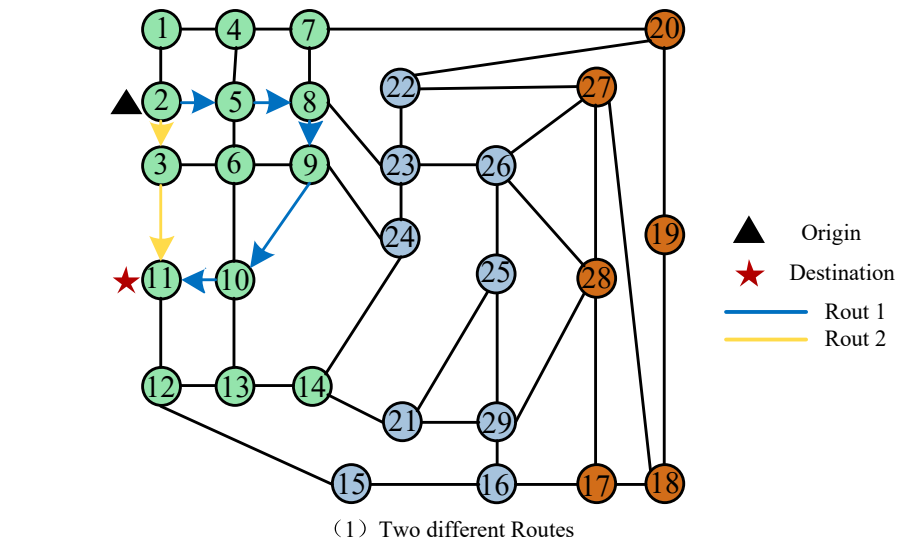 1 4 7 20
22 27
2 5 8
3 6 9 23 26
24 19
Origin
11 10 25 28
Destination
Rout 1
Rout 2
12 13 14
21 29
15 16 17 18
（1）Two different Routes